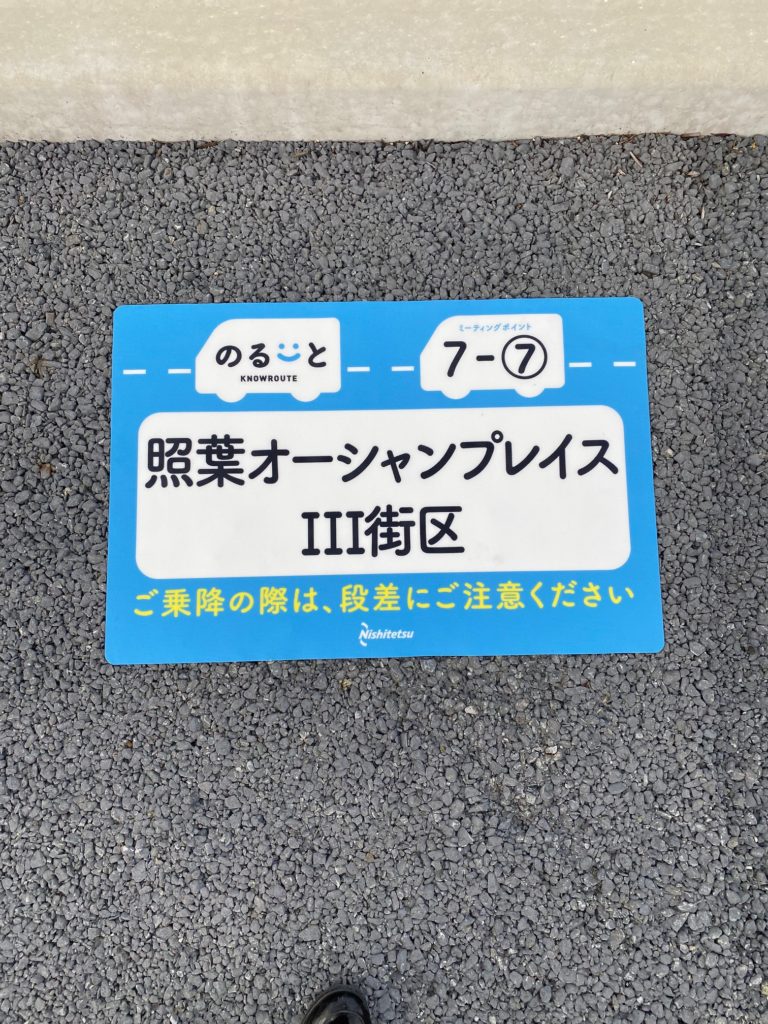 のるーと
KNOWROUTE
ミーティングポイント
7-⑦
照葉オーシャンプレイス
III街区
ご乗降の際は、段差にご注意ください
Nishitetsu